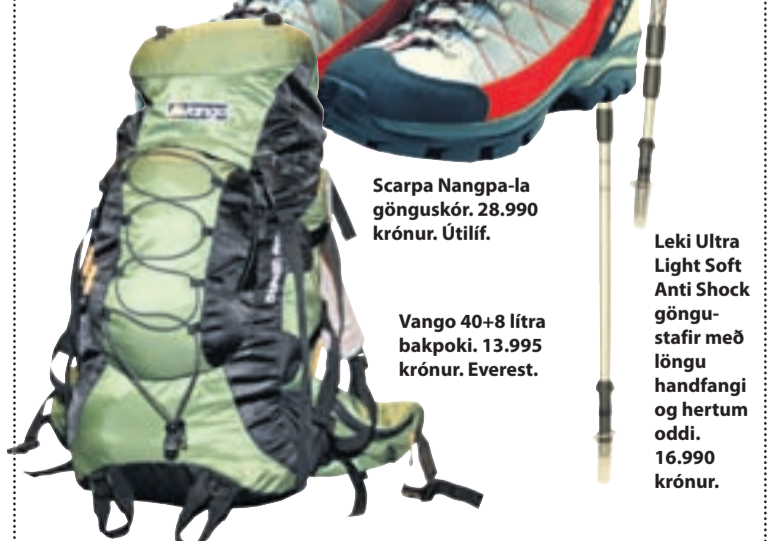 Scarpa Nangpa-la
gönguskór. 28.990
krónur. Útilíf.
Vango 40+8 lítra
bakpoki. 13.995
krónur. Everest.
Leki Ultra
Light Soft
Anti Shock
göngu-
stafir með
löngu
handfangi
og hertum
oddi.
16.990
krónur.